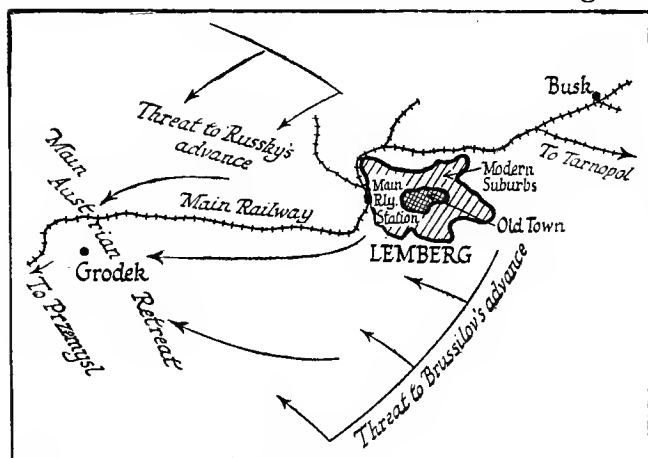 Busk
Threat to Russky's
advance
To Tarnopol
Modern
Suburbs
Main
Rly.
Station
Old Town
LEMBERG
Main Railway
Main Austrian Retreat
Grodek
To Przemysl
Threat to Brussilov's advance